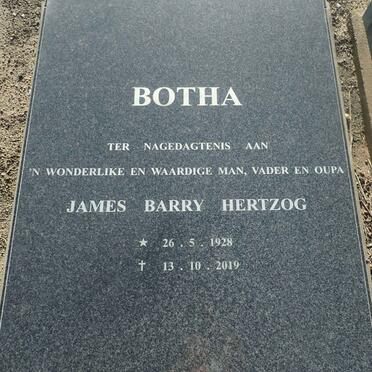 BOTHA
TER NAGEDAGTENIS AAN
'N WONDERLIKE EN WAARDIGE MAN, VADER EN OUPA
JAMES BARRY HERTZOG
★ 26 . 5 . 1928
† 13 . 10 . 2019